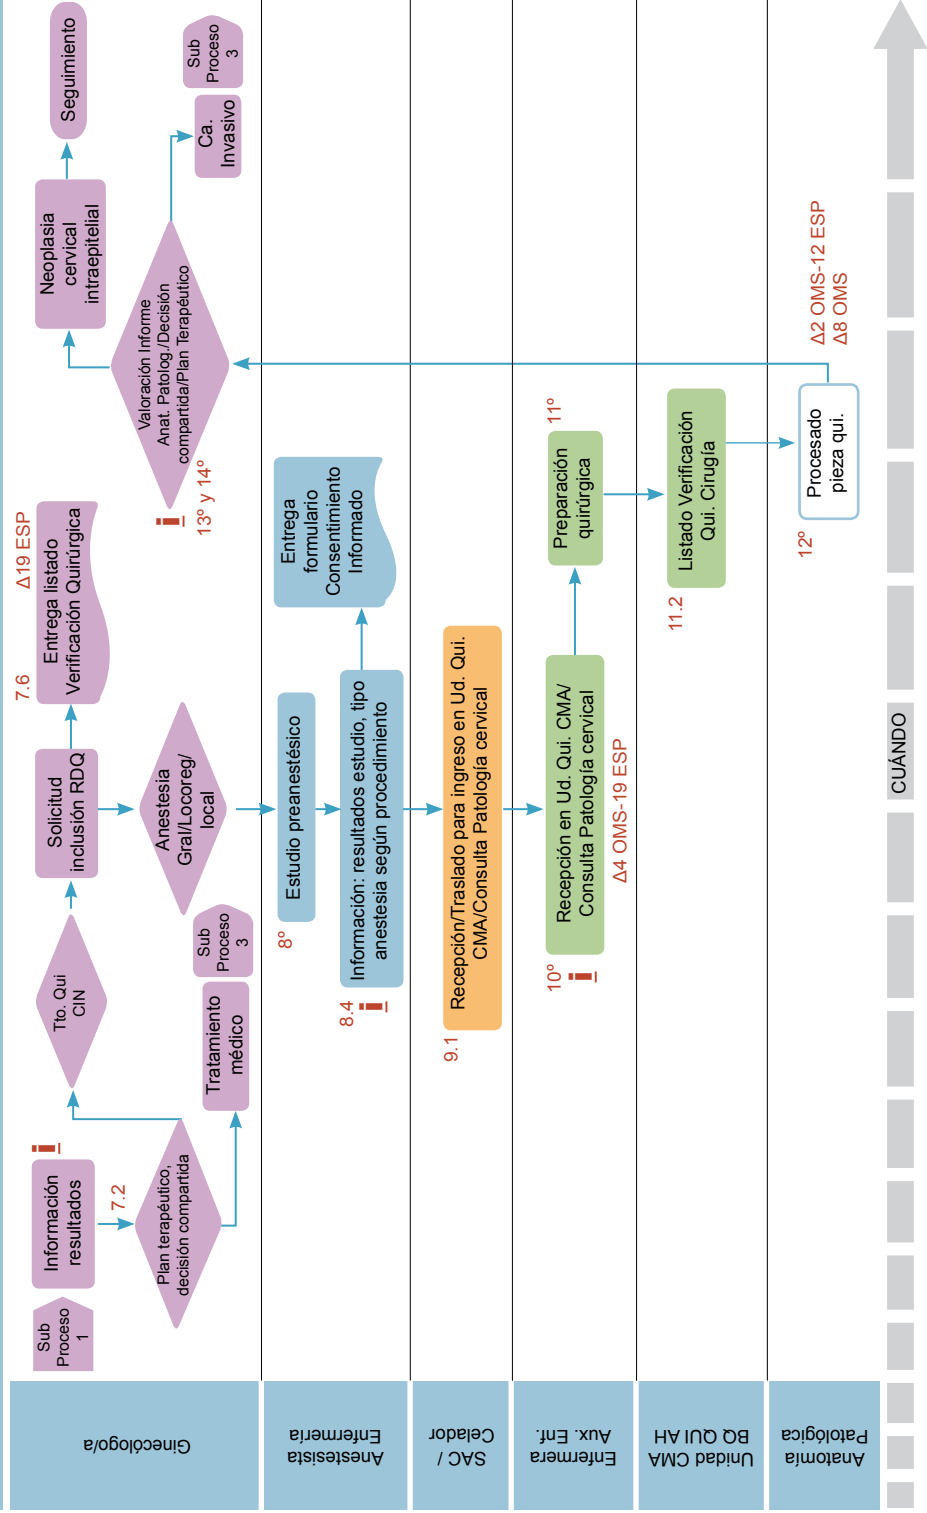 Ginecólogo/a
Sub
Proceso
1
Información
resultados
i
7.2
Plan terapéutico,
decisión compartida
Tto. Qui
CIN
Tratamiento
médico
Sub
Proceso
3
Solicitud
inclusión RDQ
Anestesia
Gral/Locoreg/
local
7.6
Δ19 ESP
Entrega listado
Verificación Quirúrgica
Valoración Informe
Anat. Patolog./Decisión
compartida/Plan Terapéutico
i
13º y 14º
Neoplasia
cervical
intraepitelial
Seguimiento
Ca.
Invasivo
Sub
Proceso
3
Anestesista
Enfermería
8º
Estudio preanestésico
8.4
i
Información: resultados estudio, tipo
anestesia según procedimiento
Entrega
formulario
Consentimiento
Informado
SAC /
Celador
9.1
Recepción/Traslado para ingreso en Ud. Qui.
CMA/Consulta Patología cervical
Enfermera
Aux. Enf.
10º
i
Recepción en Ud. Qui. CMA/
Consulta Patología cervical
Δ4 OMS-19 ESP
11º
Preparación
quirúrgica
Unidad CMA
BQ QUI AH
11.2
Listado Verificación
Qui. Cirugía
Anatomía
Patológica
12º
Procesado
pieza qui.
Δ2 OMS-12 ESP
Δ8 OMS
CUÁNDO